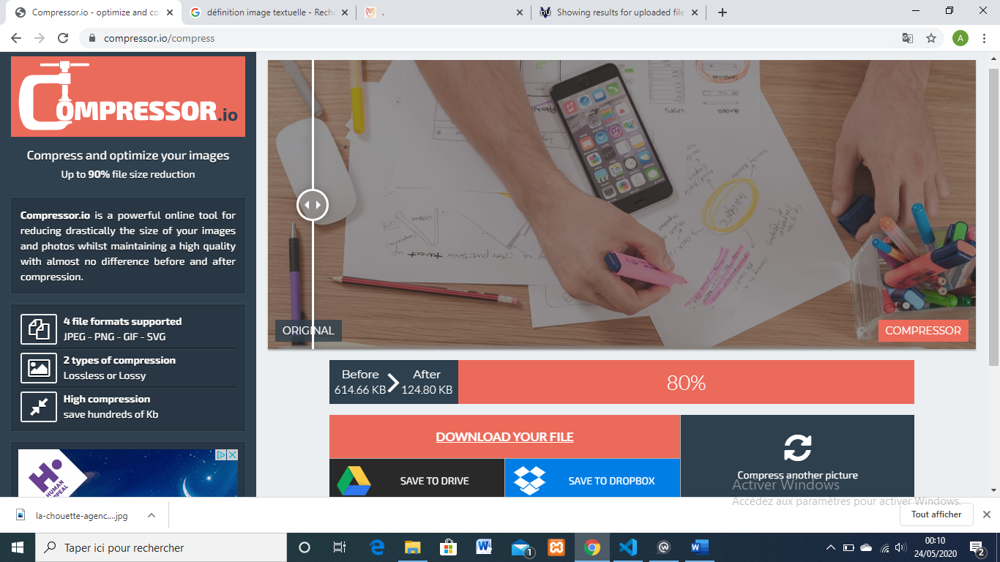 Compressor.io - optimize and co
définition image textuelle - Rech
.
Showing results for uploaded file
compressor.io/compress
A
COMPRESSOR.io
Compress and optimize your images
Up to 90% file size reduction
Compressor.io is a powerful online tool for
reducing drastically the size of your images
and photos whilst maintaining a high quality
with almost no difference before and after
compression.
4 file formats supported
JPEG - PNG - GIF - SVG
2 types of compression
Lossless or Lossy
High compression
save hundreds of Kb
HUMAN
APPEAL
LISTS
tweet up
ORIGINAL
COMPRESSOR
Before
After
614.66 KB
124.80 KB
80%
DOWNLOAD YOUR FILE
SAVE TO DRIVE
SAVE TO DROPBOX
Compress another picture
Activer Windows
Accédez aux paramètres pour activer Windows.
la-chouette-agenc....jpg
Tout afficher
Taper ici pour rechercher
1
00:10
24/05/2020
2